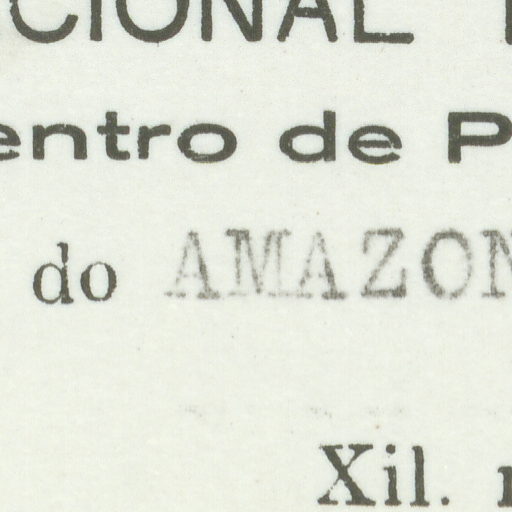 CIONAL
entro de P
do AMAZON
Xil.